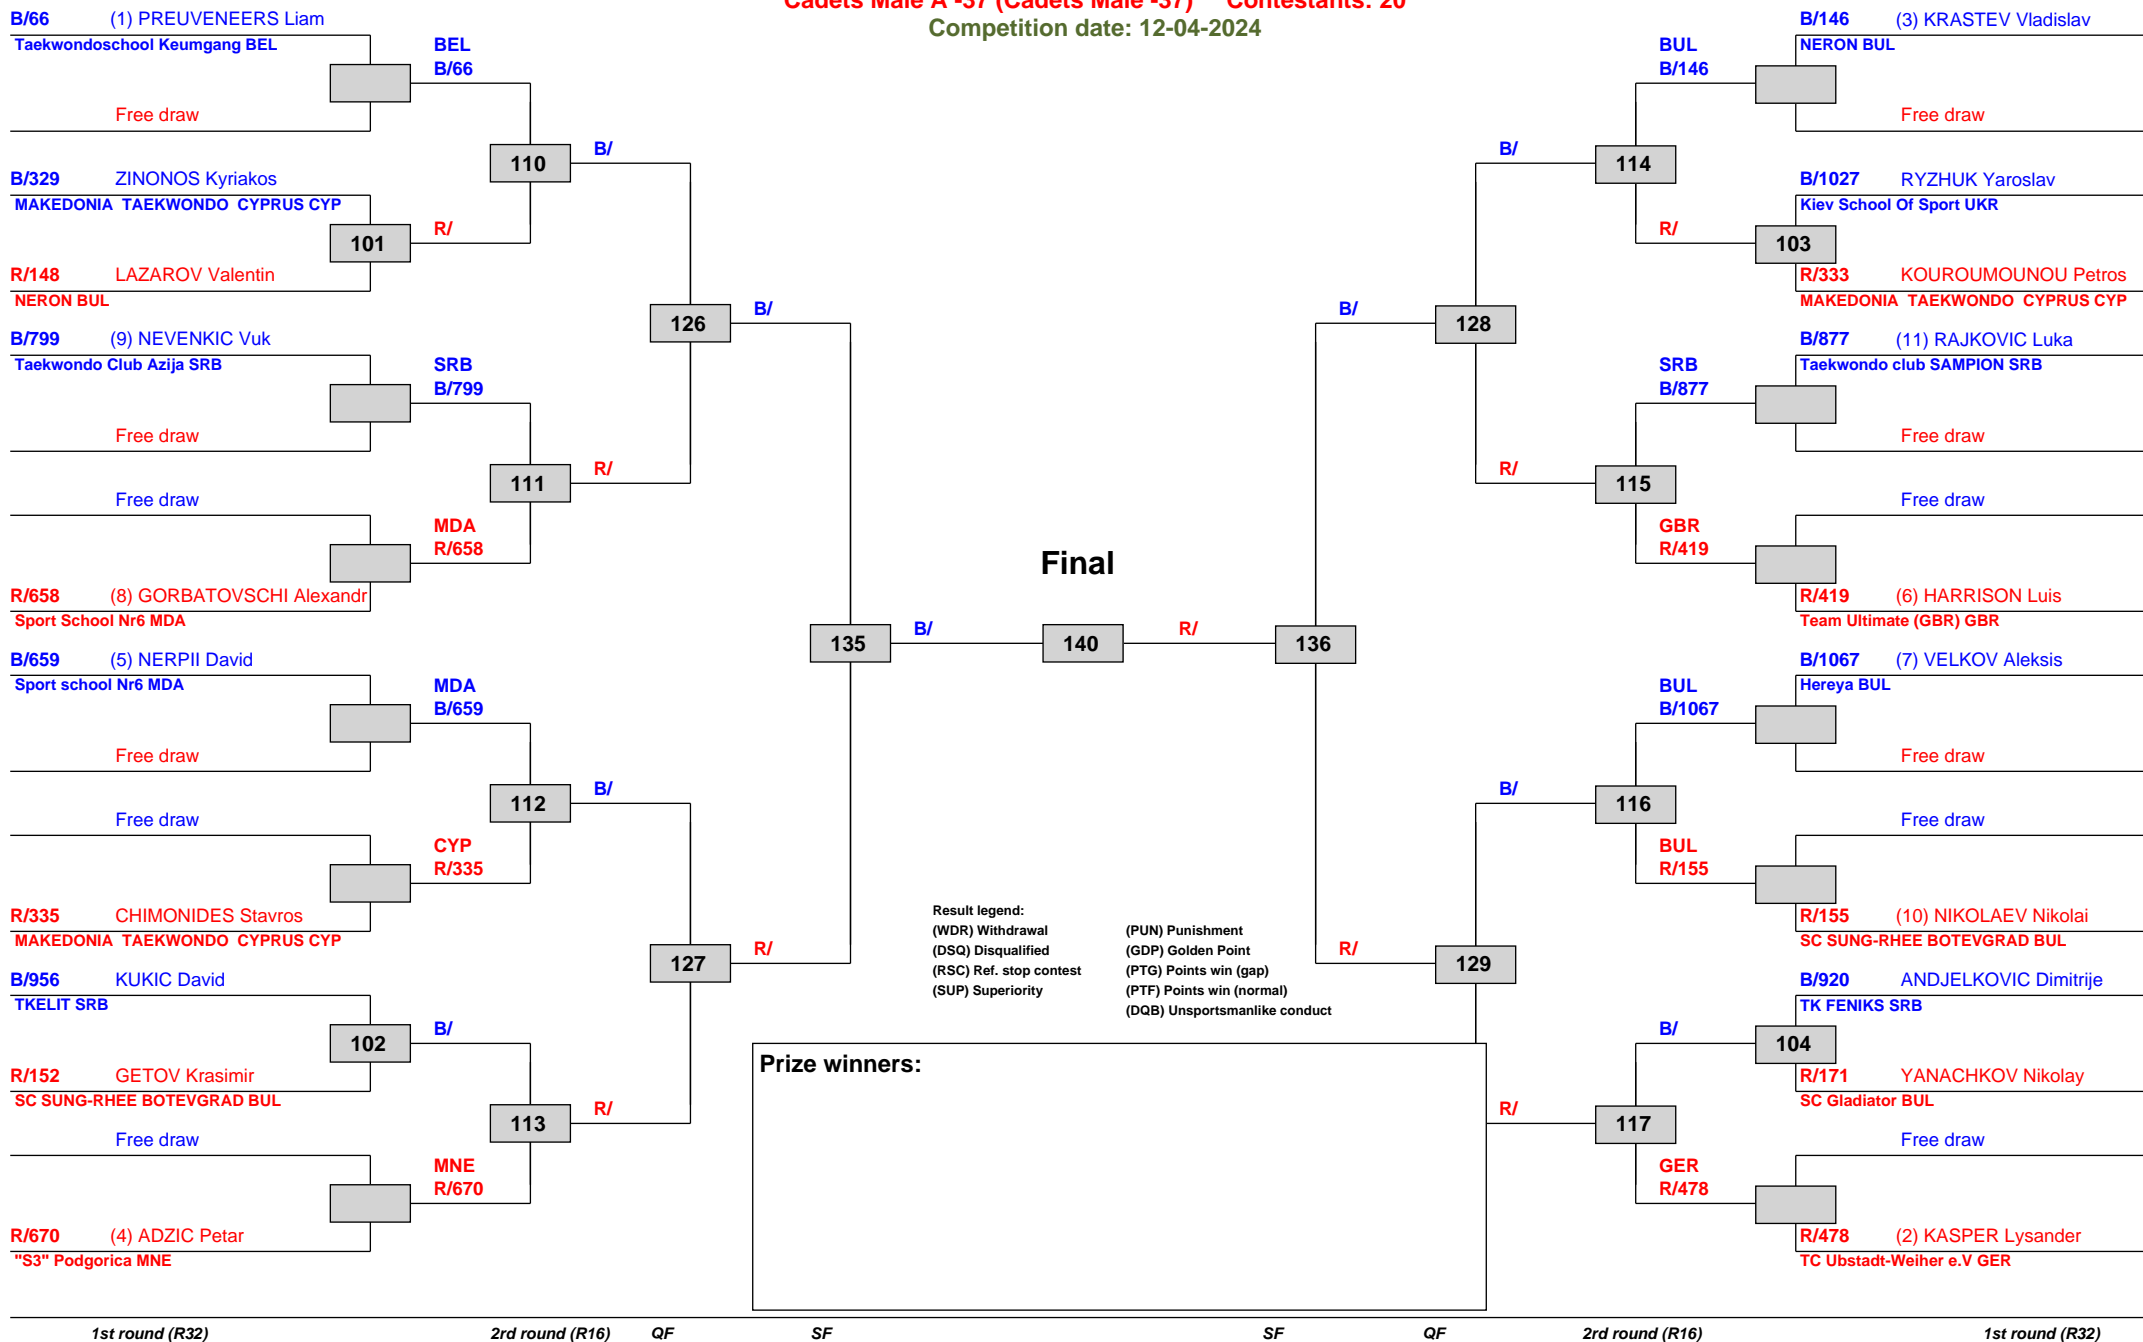 Cadets Male A -37 (Cadets Male -37) Contestants: 20
Competition date: 12-04-2024
B/66 (1) PREUVENEERS Liam
Taekwondoschool Keumgang BEL
Free draw
BEL
B/66
B/329 ZINONOS Kyriakos
MAKEDONIA TAEKWONDO CYPRUS CYP
101
R/148 LAZAROV Valentin
NERON BUL
R/
110
B/
B/799 (9) NEVENKIC Vuk
Taekwondo Club Azija SRB
Free draw
SRB
B/799
Free draw
R/658 (8) GORBATOVSCHI Alexandr
Sport School Nr6 MDA
MDA
R/658
111
R/
126
B/
B/659 (5) NERPII David
Sport school Nr6 MDA
Free draw
MDA
B/659
Free draw
R/335 CHIMONIDES Stavros
MAKEDONIA TAEKWONDO CYPRUS CYP
CYP
R/335
112
B/
B/956 KUKIC David
TKELIT SRB
102
R/152 GETOV Krasimir
SC SUNG-RHEE BOTEVGRAD BUL
B/
Free draw
R/670 (4) ADZIC Petar
"S3" Podgorica MNE
MNE
R/670
113
R/
127
R/
135
B/
Final
140
R/
136
B/
128
B/
114
BUL
B/146
B/146 (3) KRASTEV Vladislav
NERON BUL
Free draw
R/
103
B/1027 RYZHUK Yaroslav
Kiev School Of Sport UKR
R/333 KOUROUMOUNOU Petros
MAKEDONIA TAEKWONDO CYPRUS CYP
R/
115
SRB
B/877
B/877 (11) RAJKOVIC Luka
Taekwondo club SAMPION SRB
Free draw
GBR
R/419
Free draw
R/419 (6) HARRISON Luis
Team Ultimate (GBR) GBR
R/
129
B/
116
BUL
B/1067
B/1067 (7) VELKOV Aleksis
Hereya BUL
Free draw
BUL
R/155
Free draw
R/155 (10) NIKOLAEV Nikolai
SC SUNG-RHEE BOTEVGRAD BUL
R/
117
B/
104
B/920 ANDJELKOVIC Dimitrije
TK FENIKS SRB
R/171 YANACHKOV Nikolay
SC Gladiator BUL
GER
R/478
Free draw
R/478 (2) KASPER Lysander
TC Ubstadt-Weiher e.V GER
Result legend:
(WDR) Withdrawal (PUN) Punishment
(DSQ) Disqualified (GDP) Golden Point
(RSC) Ref. stop contest (PTG) Points win (gap)
(SUP) Superiority (PTF) Points win (normal)
(DQB) Unsportsmanlike conduct
Prize winners:
1st round (R32) 2rd round (R16) QF SF SF QF 2rd round (R16) 1st round (R32)